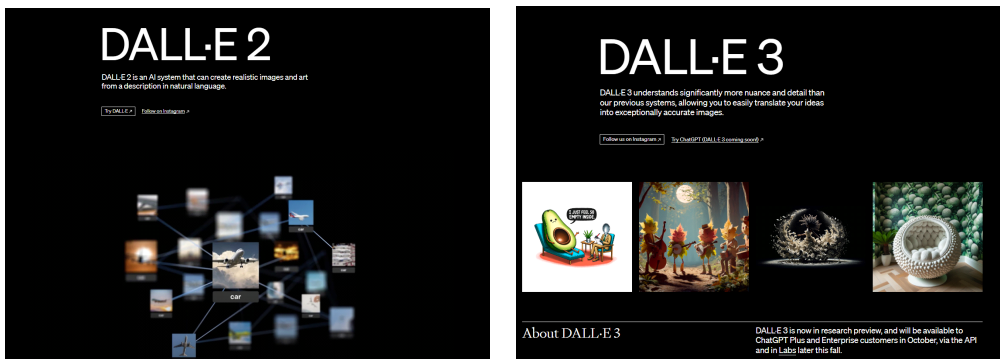 DALL·E 2
DALL·E 2 is an AI system that can create realistic images and art
from a description in natural language.
Try DALL·E ↗ Follow on Instagram ↗
car
car
car
DALL·E 3
DALL·E 3 understands significantly more nuance and detail than
our previous systems, allowing you to easily translate your ideas
into exceptionally accurate images.
Follow us on Instagram ↗ Try ChatGPT (DALL·E 3 coming soon!) ↗
I JUST FEEL SO
EMPTY INSIDE
About DALL·E 3
DALL·E 3 is now in research preview, and will be available to
ChatGPT Plus and Enterprise customers in October, via the API
and in Labs later this fall.